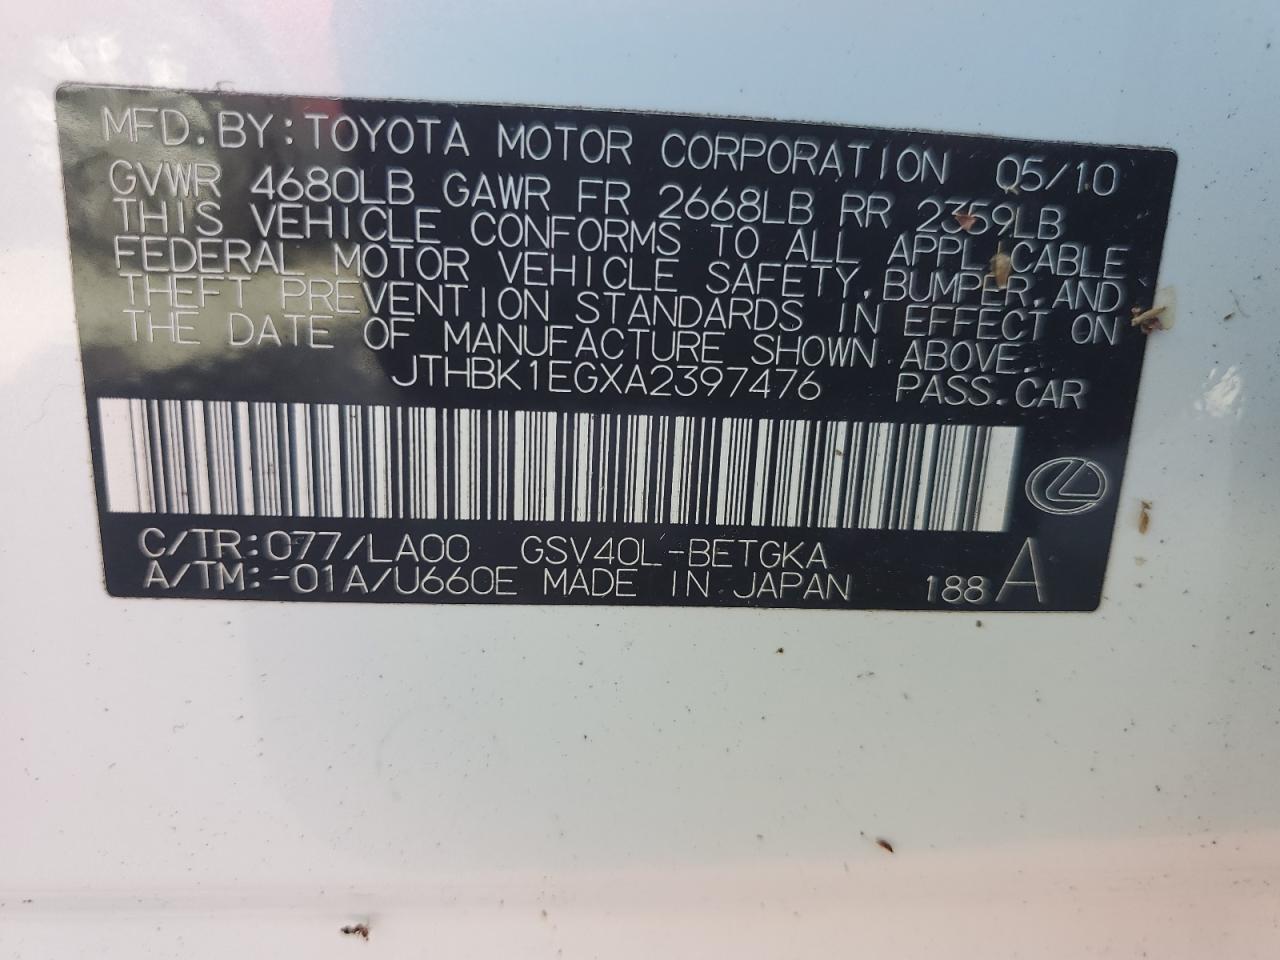 MFD. BY: TOYOTA MOTOR CORPORATION 05/10
GVWR 4680LB GAWR FR 2668LB RR 2359LB
THIS VEHICLE CONFORMS TO ALL APPLICABLE
FEDERAL MOTOR VEHICLE SAFETY, BUMPER, AND
THEFT PREVENTION STANDARDS IN EFFECT ON
THE DATE OF MANUFACTURE SHOWN ABOVE.
JTHBK1EGXA2397476 PASS. CAR
C/TR: 077/LA00 GSV40L-BETGKA
A/TM: -01A/U660E MADE IN JAPAN 188 A